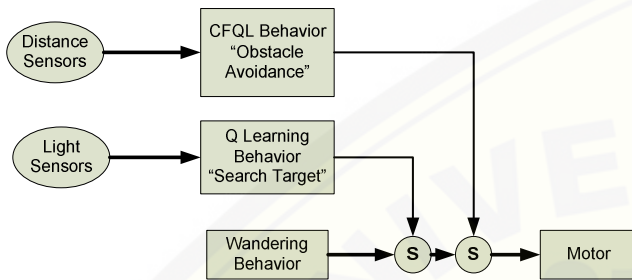 Distance
Sensors
CFQL Behavior
“Obstacle
Avoidance”
Light
Sensors
Q Learning
Behavior
“Search Target”
Wandering
Behavior
S
S
Motor